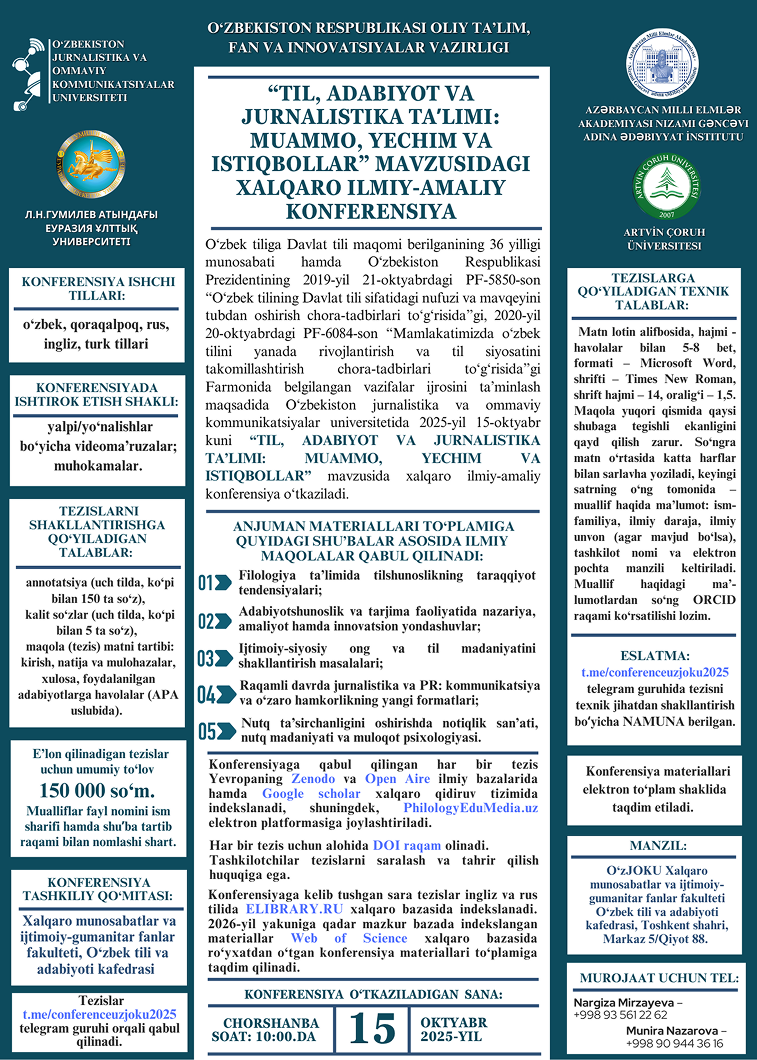 O‘ZBEKISTON RESPUBLIKASI OLIY TA’LIM,
FAN VA INNOVATSIYALAR VAZIRLIGI
O‘ZBEKISTON
JURNALISTIKA VA
OMMAVIY
KOMMUNIKATSIYALAR
UNIVERSITETI
Л.Н.ГУМИЛЕВ АТЫНДАҒЫ
ЕУРАЗИЯ ҰЛТТЫҚ
УНИВЕРСИТЕТІ
KONFERENSIYA ISHCHI
TILLARI:
o‘zbek, qoraqalpoq, rus,
ingliz, turk tillari
KONFERENSIYADA
ISHTIROK ETISH SHAKLI:
yalpi/yo‘nalishlar
bo‘yicha videoma’ruzalar;
muhokamalar.
TEZISLARNI
SHAKLLANTIRISHGA
QO‘YILADIGAN
TALABLAR:
annotatsiya (uch tilda, ko‘pi
bilan 150 ta so‘z),
kalit so‘zlar (uch tilda, ko‘pi
bilan 5 ta so‘z),
maqola (tezis) matni tartibi:
kirish, natija va mulohazalar,
xulosa, foydalanilgan
adabiyotlarga havolalar (APA
uslubida).
E’lon qilinadigan tezislar
uchun umumiy to‘lov
150 000 so‘m.
Mualliflar fayl nomini ism
sharifi hamda shu’ba tartib
raqami bilan nomlashi shart.
KONFERENSIYA
TASHKILIY QO‘MITASI:
Xalqaro munosabatlar va
ijtimoiy-gumanitar fanlar
fakulteti, O‘zbek tili va
adabiyoti kafedrasi
Tezislar
t.me/conferenceuzjoku2025
telegram guruhi orqali qabul
qilinadi.
“TIL, ADABIYOT VA
JURNALISTIKA TA’LIMI:
MUAMMO, YECHIM VA
ISTIQBOLLAR” MAVZUSIDAGI
XALQARO ILMIY-AMALIY
KONFERENSIYA
O‘zbek tiliga Davlat tili maqomi berilganining 36 yilligi
munosabati hamda O‘zbekiston Respublikasi
Prezidentining 2019-yil 21-oktyabrdagi PF-5850-son
“O‘zbek tilining Davlat tili sifatidagi nufuzi va mavqeyini
tubdan oshirish chora-tadbirlari to‘g‘risida”gi, 2020-yil
20-oktyabrdagi PF-6084-son “Mamlakatimizda o‘zbek
tilini yanada rivojlantirish va til siyosatini
takomillashtirish chora-tadbirlari to‘g‘risida”gi
Farmonida belgilangan vazifalar ijrosini ta’minlash
maqsadida O‘zbekiston jurnalistika va ommaviy
kommunikatsiyalar universitetida 2025-yil 15-oktyabr
kuni “TIL, ADABIYOT VA JURNALISTIKA
TA’LIMI: MUAMMO, YECHIM VA
ISTIQBOLLAR” mavzusida xalqaro ilmiy-amaliy
konferensiya o‘tkaziladi.
ANJUMAN MATERIALLARI TO‘PLAMIGA
QUYIDAGI SHU’BALAR ASOSIDA ILMIY
MAQOLALAR QABUL QILINADI:
01 Filologiya ta’limida tilshunoslikning taraqqiyot
tendensiyalari;
02 Adabiyotshunoslik va tarjima faoliyatida nazariya,
amaliyot hamda innovatsion yondashuvlar;
03 Ijtimoiy-siyosiy ong va til madaniyatini
shakllantirish masalalari;
04 Raqamli davrda jurnalistika va PR: kommunikatsiya
va o‘zaro hamkorlikning yangi formatlari;
05 Nutq ta’sirchanligini oshirishda notiqlik san’ati,
nutq madaniyati va muloqot psixologiyasi.
Konferensiyaga qabul qilingan har bir tezis
Yevropaning Zenodo va Open Aire ilmiy bazalarida
hamda Google scholar xalqaro qidiruv tizimida
indekslanadi, shuningdek, PhilologyEduMedia.uz
elektron platformasiga joylashtiriladi.
Har bir tezis uchun alohida DOI raqam olinadi.
Tashkilotchilar tezislarni saralash va tahrir qilish
huquqiga ega.
Konferensiyaga kelib tushgan sara tezislar ingliz va rus
tilida ELIBRARY.RU xalqaro bazasida indekslanadi.
2026-yil yakuniga qadar mazkur bazada indekslangan
materiallar Web of Science xalqaro bazasida
ro‘yxatdan o‘tgan konferensiya materiallari to‘plamiga
taqdim qilinadi.
KONFERENSIYA O‘TKAZILADIGAN SANA:
CHORSHANBA
SOAT: 10:00.DA
15
OKTYABR
2025-YIL
AZƏRBAYCAN MILLI ELMLƏR
AKADEMIYASI NIZAMI GƏNCƏVI
ADINA ƏDƏBIYYAT İNSTITUTU
ARTVİN ÇORUH ÜNİVERSİTESİ
2007
ARTVİN ÇORUH
ÜNİVERSITESI
TEZISLARGA
QO‘YILADIGAN TEXNIK
TALABLAR:
Matn lotin alifbosida, hajmi -
havolalar bilan 5-8 bet,
formati – Microsoft Word,
shrifti – Times New Roman,
shrift hajmi – 14, oralig‘i – 1,5.
Maqola yuqori qismida qaysi
shubaga tegishli ekanligini
qayd qilish zarur. So‘ngra
matn o‘rtasida katta harflar
bilan sarlavha yoziladi, keyingi
satrning o‘ng tomonida –
muallif haqida ma’lumot: ism-
familiya, ilmiy daraja, ilmiy
unvon (agar mavjud bo‘lsa),
tashkilot nomi va elektron
pochta manzili keltiriladi.
Muallif haqidagi ma’-
lumotlardan so‘ng ORCID
raqami ko‘rsatilishi lozim.
ESLATMA:
t.me/conferenceuzjoku2025
telegram guruhida tezisni
texnik jihatdan shakllantirish
bo‘yicha NAMUNA berilgan.
Konferensiya materiallari
elektron to‘plam shaklida
taqdim etiladi.
MANZIL:
O‘zJOKU Xalqaro
munosabatlar va ijtimoiy-
gumanitar fanlar fakulteti
O‘zbek tili va adabiyoti
kafedrasi, Toshkent shahri,
Markaz 5/Qiyot 88.
MUROJAAT UCHUN TEL:
Nargiza Mirzayeva –
+998 93 561 22 62
Munira Nazarova –
+998 90 944 36 16